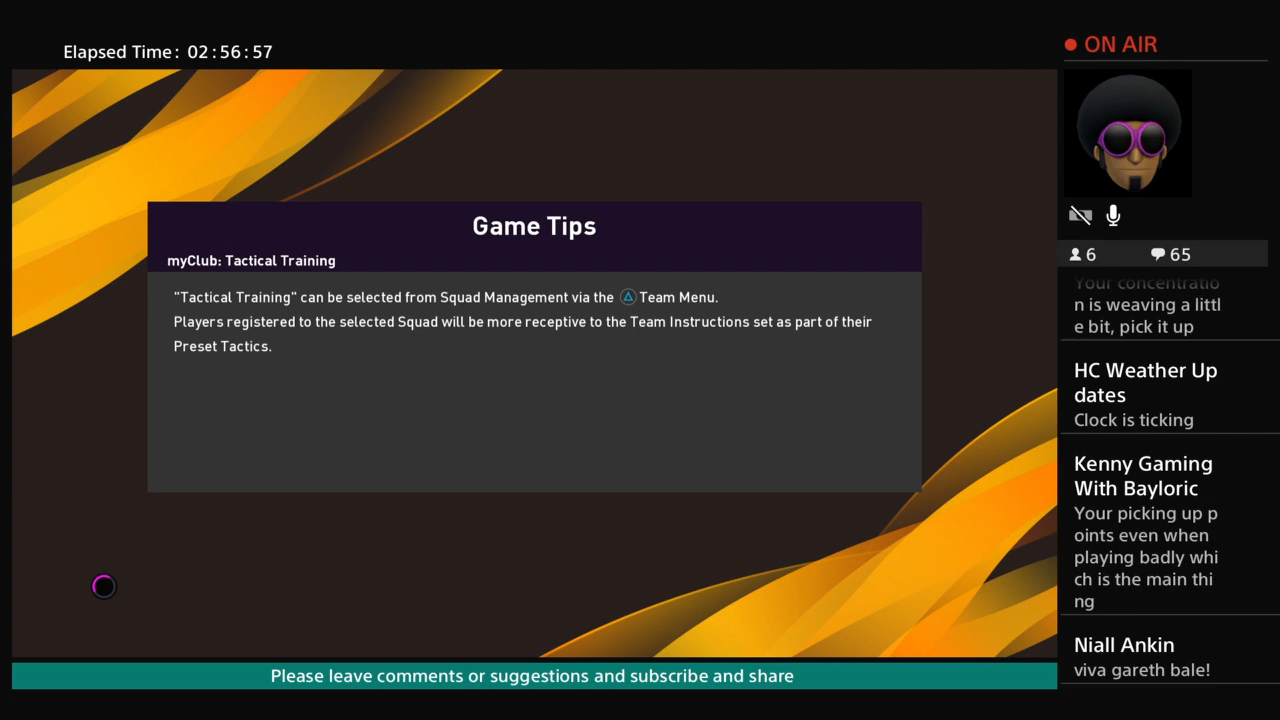 Elapsed Time: 02:56:57
ON AIR
Game Tips
myClub: Tactical Training
"Tactical Training" can be selected from Squad Management via the Team Menu.
Players registered to the selected Squad will be more receptive to the Team Instructions set as part of their
Preset Tactics.
6 65
Your concentratio
n is weaving a littl
e bit, pick it up
HC Weather Up
dates
Clock is ticking
Kenny Gaming
With Bayloric
Your picking up p
oints even when
playing badly whi
ch is the main thi
ng
Niall Ankin
viva gareth bale!
Please leave comments or suggestions and subscribe and share